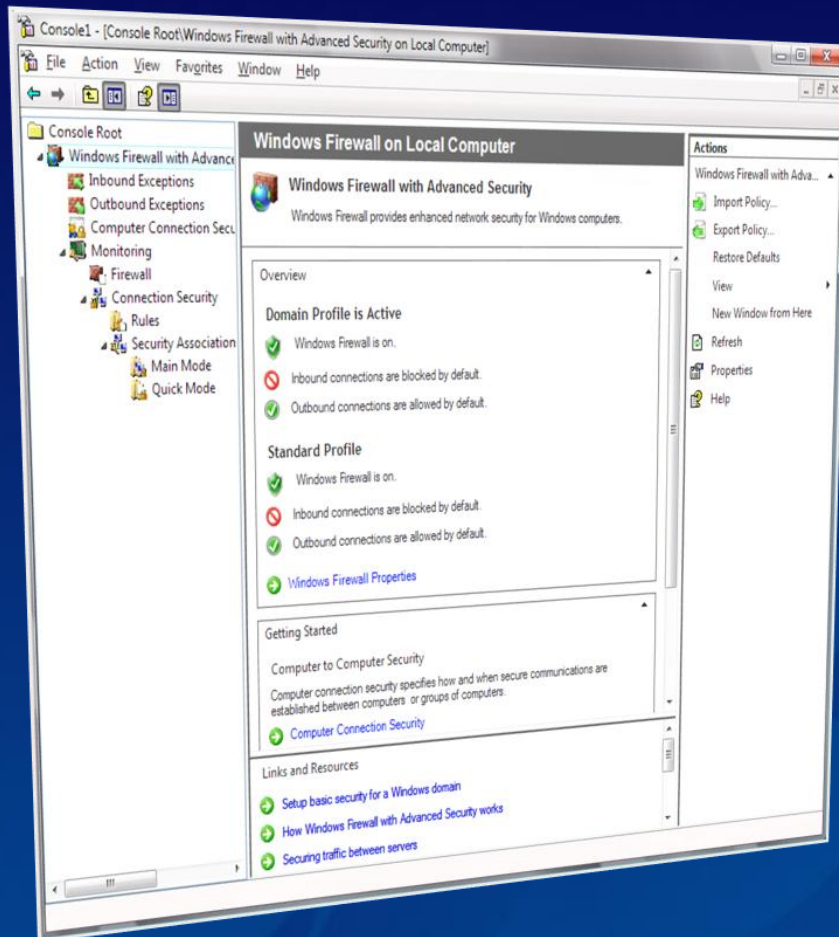 Console1 - [Console Root\Windows Firewall with Advanced Security on Local Computer]
File Action View Favorites Window Help
Console Root
Windows Firewall with Advance
Inbound Exceptions
Outbound Exceptions
Computer Connection Secu
Monitoring
Firewall
Connection Security
Rules
Security Association
Main Mode
Quick Mode
Windows Firewall on Local Computer
Windows Firewall with Advanced Security
Windows Firewall provides enhanced network security for Windows computers.
Overview
Domain Profile is Active
Windows Firewall is on.
Inbound connections are blocked by default.
Outbound connections are allowed by default.
Standard Profile
Windows Firewall is on.
Inbound connections are blocked by default.
Outbound connections are allowed by default.
Windows Firewall Properties
Getting Started
Computer to Computer Security
Computer connection security specifies how and when secure communications are
established between computers or groups of computers.
Computer Connection Security
Links and Resources
Setup basic security for a Windows domain
How Windows Firewall with Advanced Security works
Securing traffic between servers
Actions
Windows Firewall with Adva...
Import Policy...
Export Policy...
Restore Defaults
View
New Window from Here
Refresh
Properties
Help